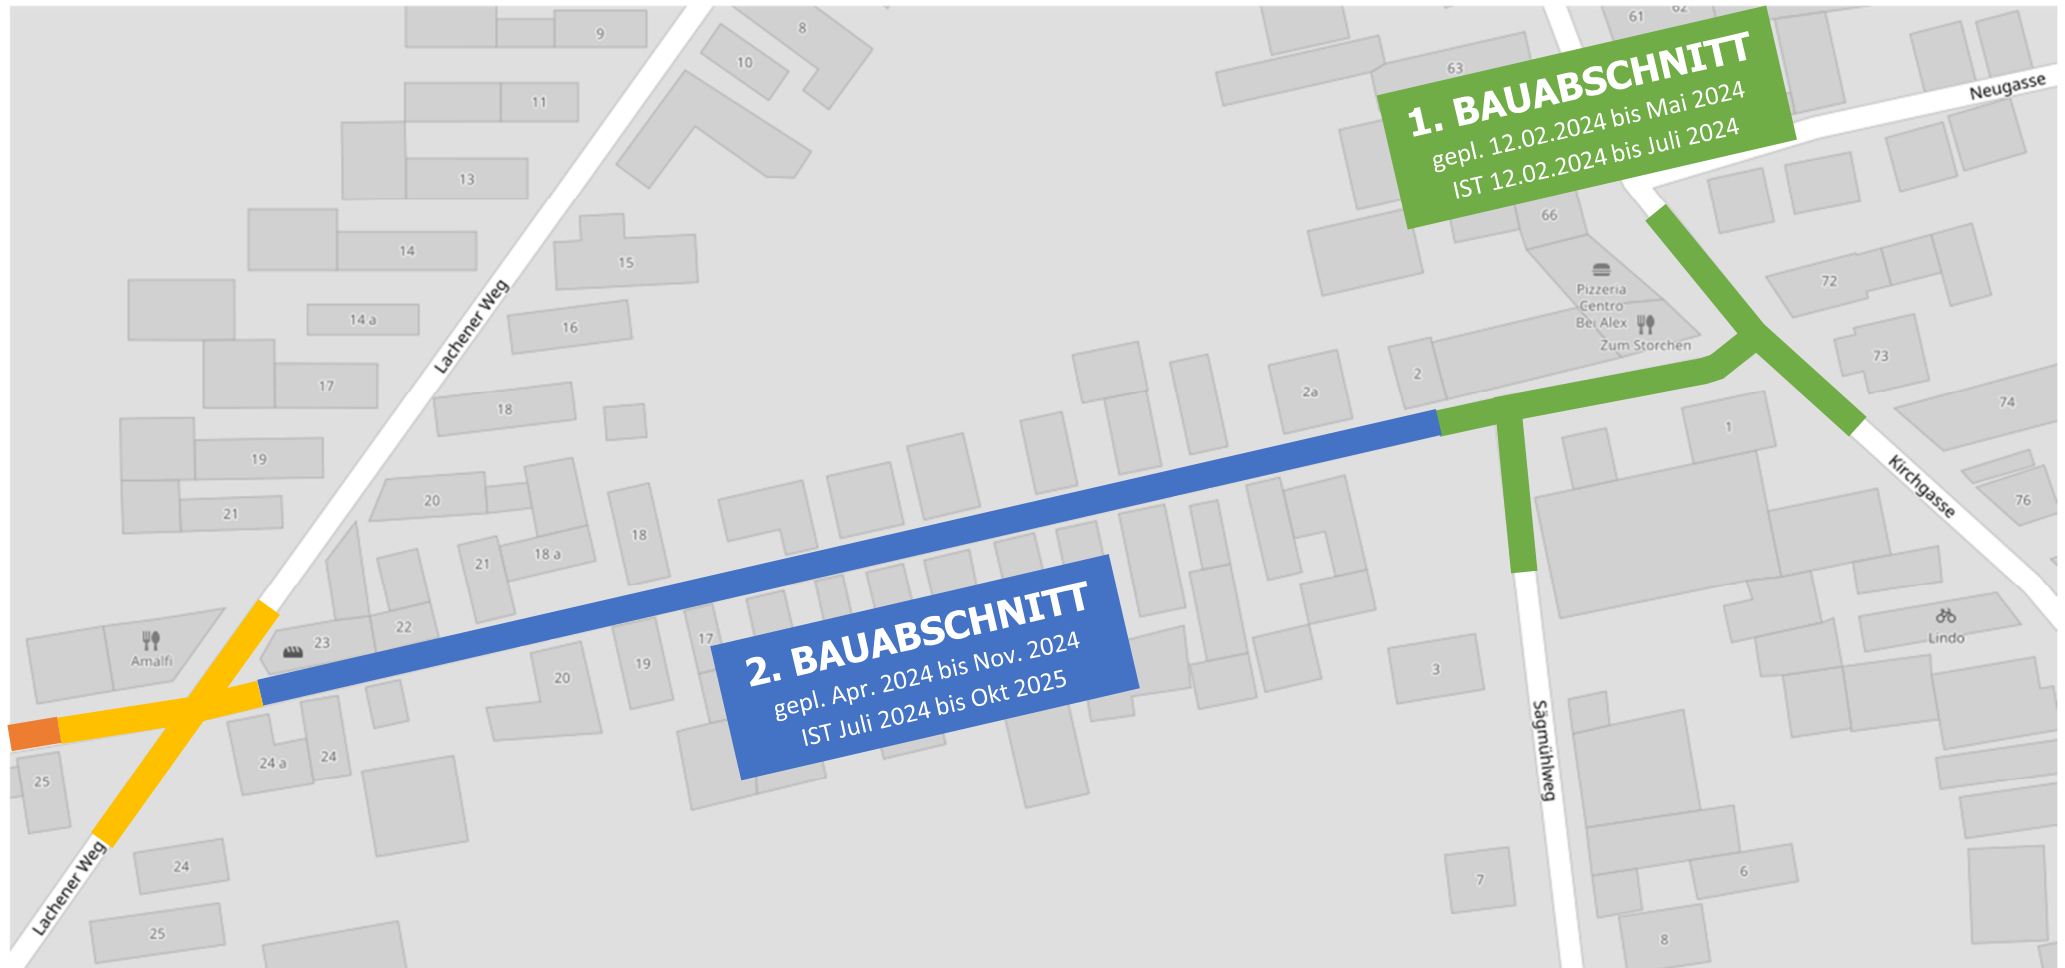 9
8
10
11
13
14
15
14 a
16
17
18
19
20
21
Lachener Weg
61
62
63
Neugasse
1. BAUABSCHNITT
gepl. 12.02.2024 bis Mai 2024
IST 12.02.2024 bis Juli 2024
66
Pizzeria
Centro
Bei Alex
Zum Storchen
72
73
74
76
2
2a
1
Kirchgasse
18
18 a
21
22
23
Amalfi
20
19
17
2. BAUABSCHNITT
gepl. Apr. 2024 bis Nov. 2024
IST Juli 2024 bis Okt 2025
24 a
24
25
24
25
Lachener Weg
3
Sägmühlweg
Lindo
7
6
8